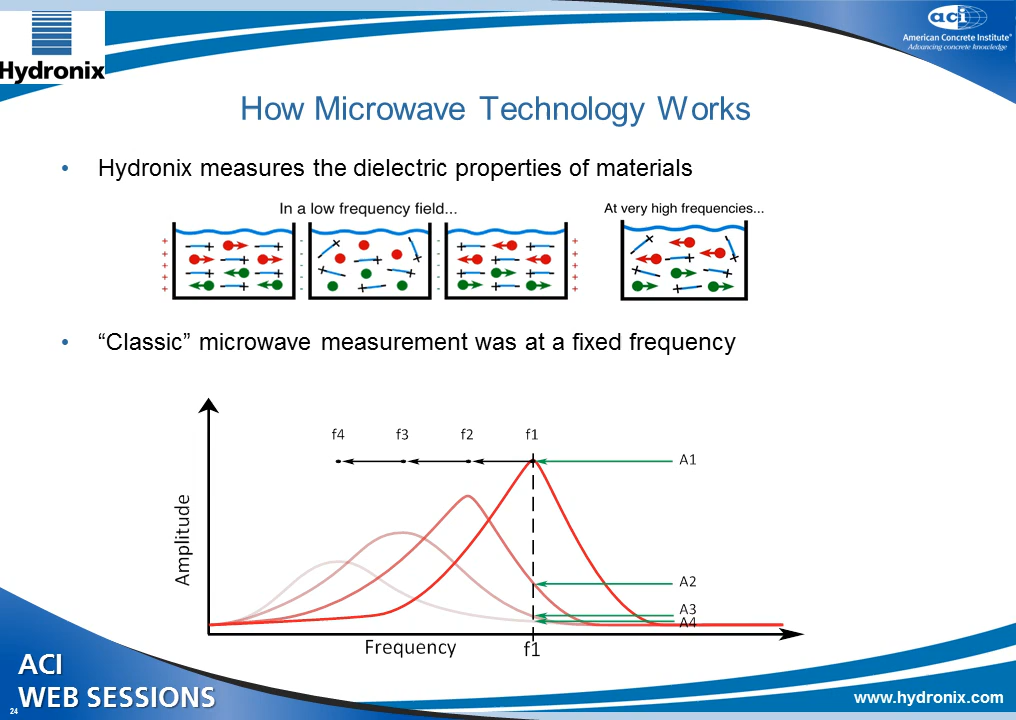 Hydronix
aci
American Concrete Institute®
Advancing concrete knowledge
How Microwave Technology Works
• Hydronix measures the dielectric properties of materials
In a low frequency field...
At very high frequencies...
+ - - +
+ - - +
+ - - +
+ - - +
+ - - +
• “Classic” microwave measurement was at a fixed frequency
f4 f3 f2 f1
A1
Amplitude
A2
A3
A4
Frequency
f1
ACI
WEB SESSIONS
24
www.hydronix.com